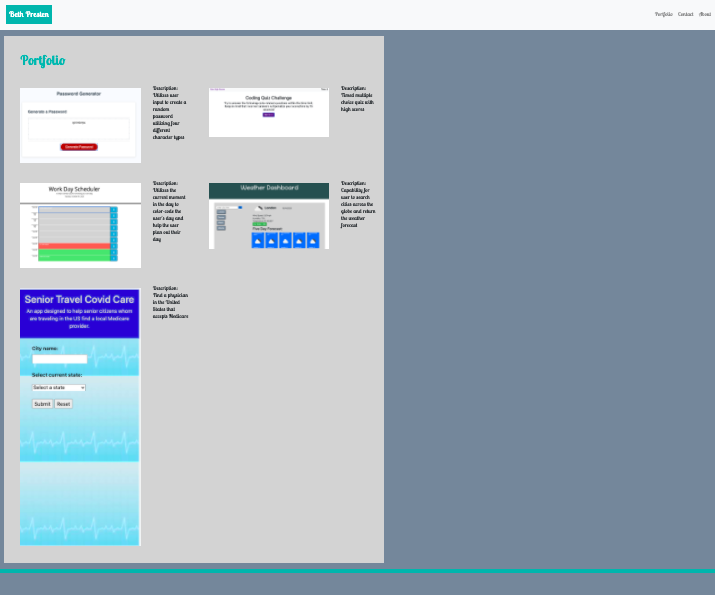 Beth Preston
Portfolio
Contact
About
Portfolio
Password Generator
Generate a Password:
Generate Password
Description:
Utilizes user
input to create a
random
password
utilizing four
different
character types
Coding Quiz Challenge
Description:
Timed multiple
choice quiz with
high scores
Work Day Scheduler
Description:
Utilizes the
current moment
in the day to
color-code the
user's day and
help the user
plan out their
day
Weather Dashboard
Five Day Forecast:
Description:
Capability for
user to search
cities across the
globe and return
the weather
forecast
Senior Travel Covid Care
An app designed to help senior citizens whom
are traveling in the US find a local Medicare
provider.
City name:
Select current state:
Select a state
Submit
Reset
Description:
Find a physician
in the United
States that
accepts Medicare